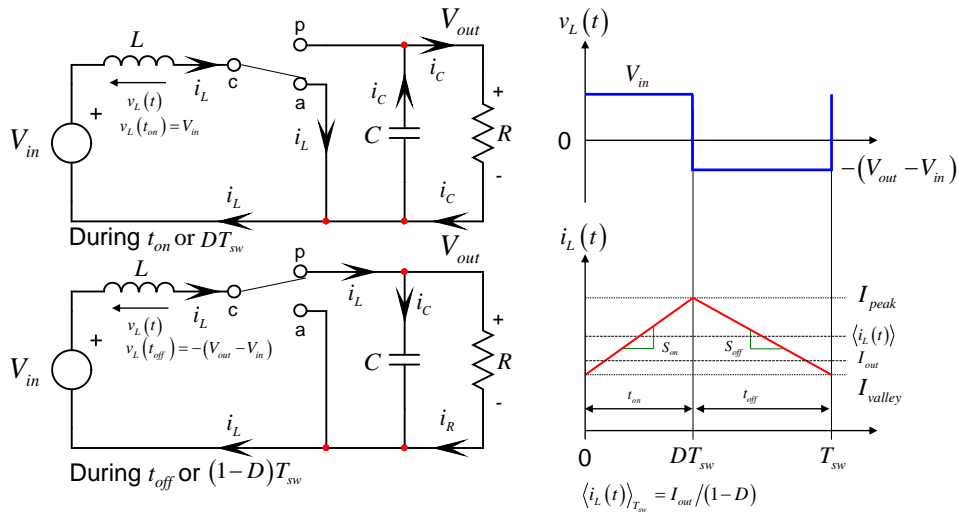 L
i_L
c
p
a
V_out
i_C
v_L(t)
v_L(t_on) = V_in
+
V_in
i_L
i_C
C
+
R
-
i_L
i_C
During t_on or DT_sw
L
i_L
c
p
a
i_L
V_out
i_C
v_L(t)
v_L(t_off) = -(V_out - V_in)
+
V_in
C
+
R
-
i_L
i_R
During t_off or (1-D)T_sw
v_L(t)
V_in
0
-(V_out - V_in)
i_L(t)
I_peak
⟨i_L(t)⟩
S_on
S_off
I_out
I_valley
t_on
t_off
0
DT_sw
T_sw
⟨i_L(t)⟩_T_sw = I_out/(1-D)